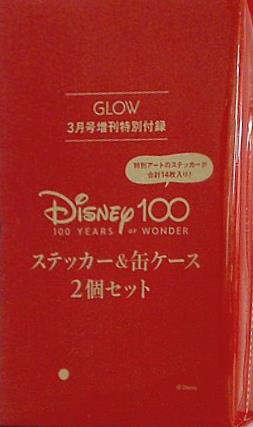 GLOW
3月号増刊特別付録
特別アートのステッカーが
合計14枚入り!
Disney100
100 YEARS OF WONDER
ステッカー&缶ケース
2個セット
© Disney